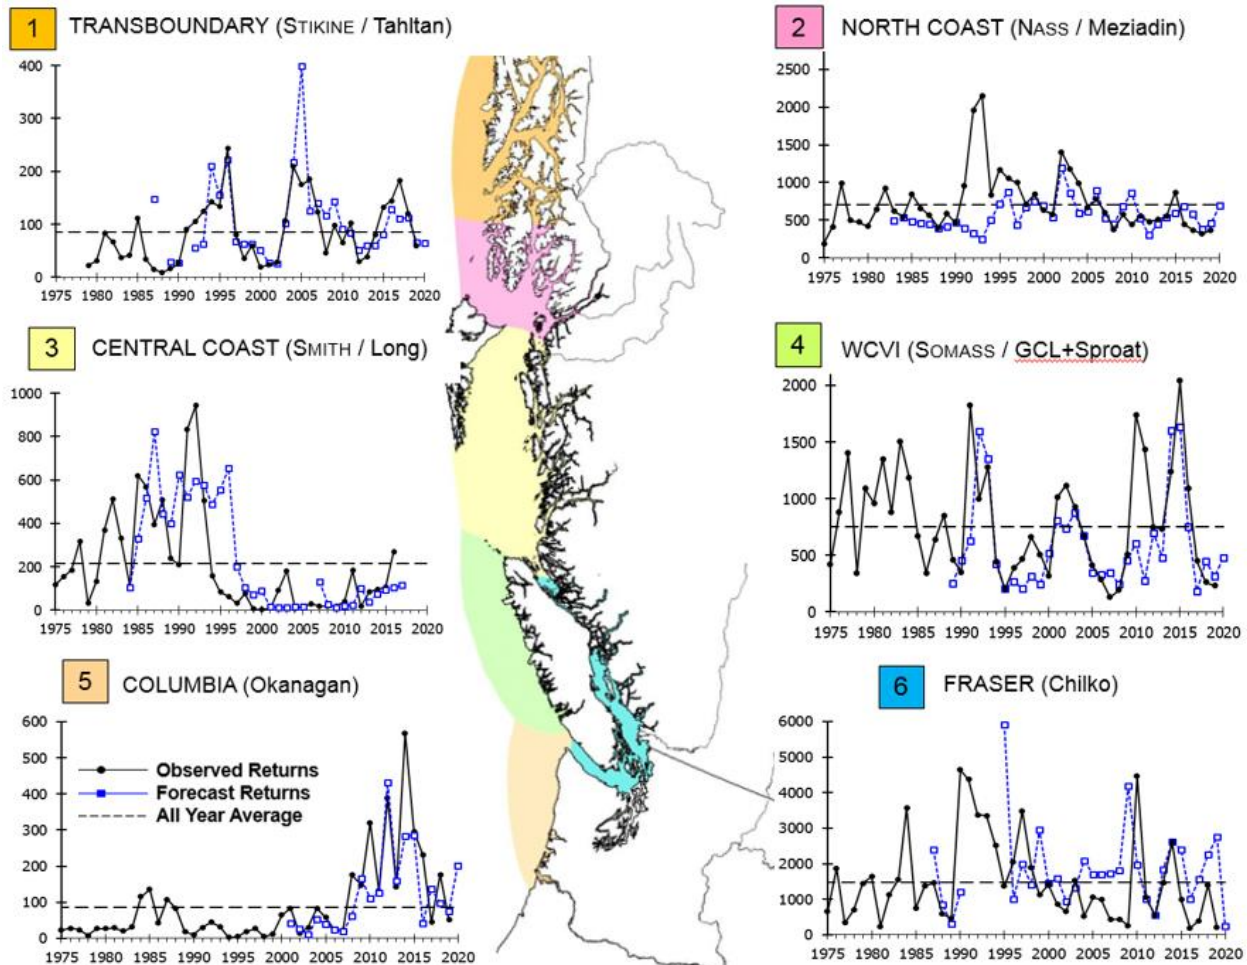 1 TRANSBOUNDARY (STIKINE / Tahltan)
400
300
200
100
0
1975 1980 1985 1990 1995 2000 2005 2010 2015 2020
2 NORTH COAST (NASS / Meziadin)
2500
2000
1500
1000
500
0
1975 1980 1985 1990 1995 2000 2005 2010 2015 2020
3 CENTRAL COAST (SMITH / Long)
1000
800
600
400
200
0
1975 1980 1985 1990 1995 2000 2005 2010 2015 2020
4 WCVI (SOMASS / GCL+Sproat)
2000
1500
1000
500
0
1975 1980 1985 1990 1995 2000 2005 2010 2015 2020
5 COLUMBIA (Okanagan)
600
500
400
300
200
100
0
Observed Returns
Forecast Returns
All Year Average
1975 1980 1985 1990 1995 2000 2005 2010 2015 2020
6 FRASER (Chilko)
6000
5000
4000
3000
2000
1000
0
1975 1980 1985 1990 1995 2000 2005 2010 2015 2020